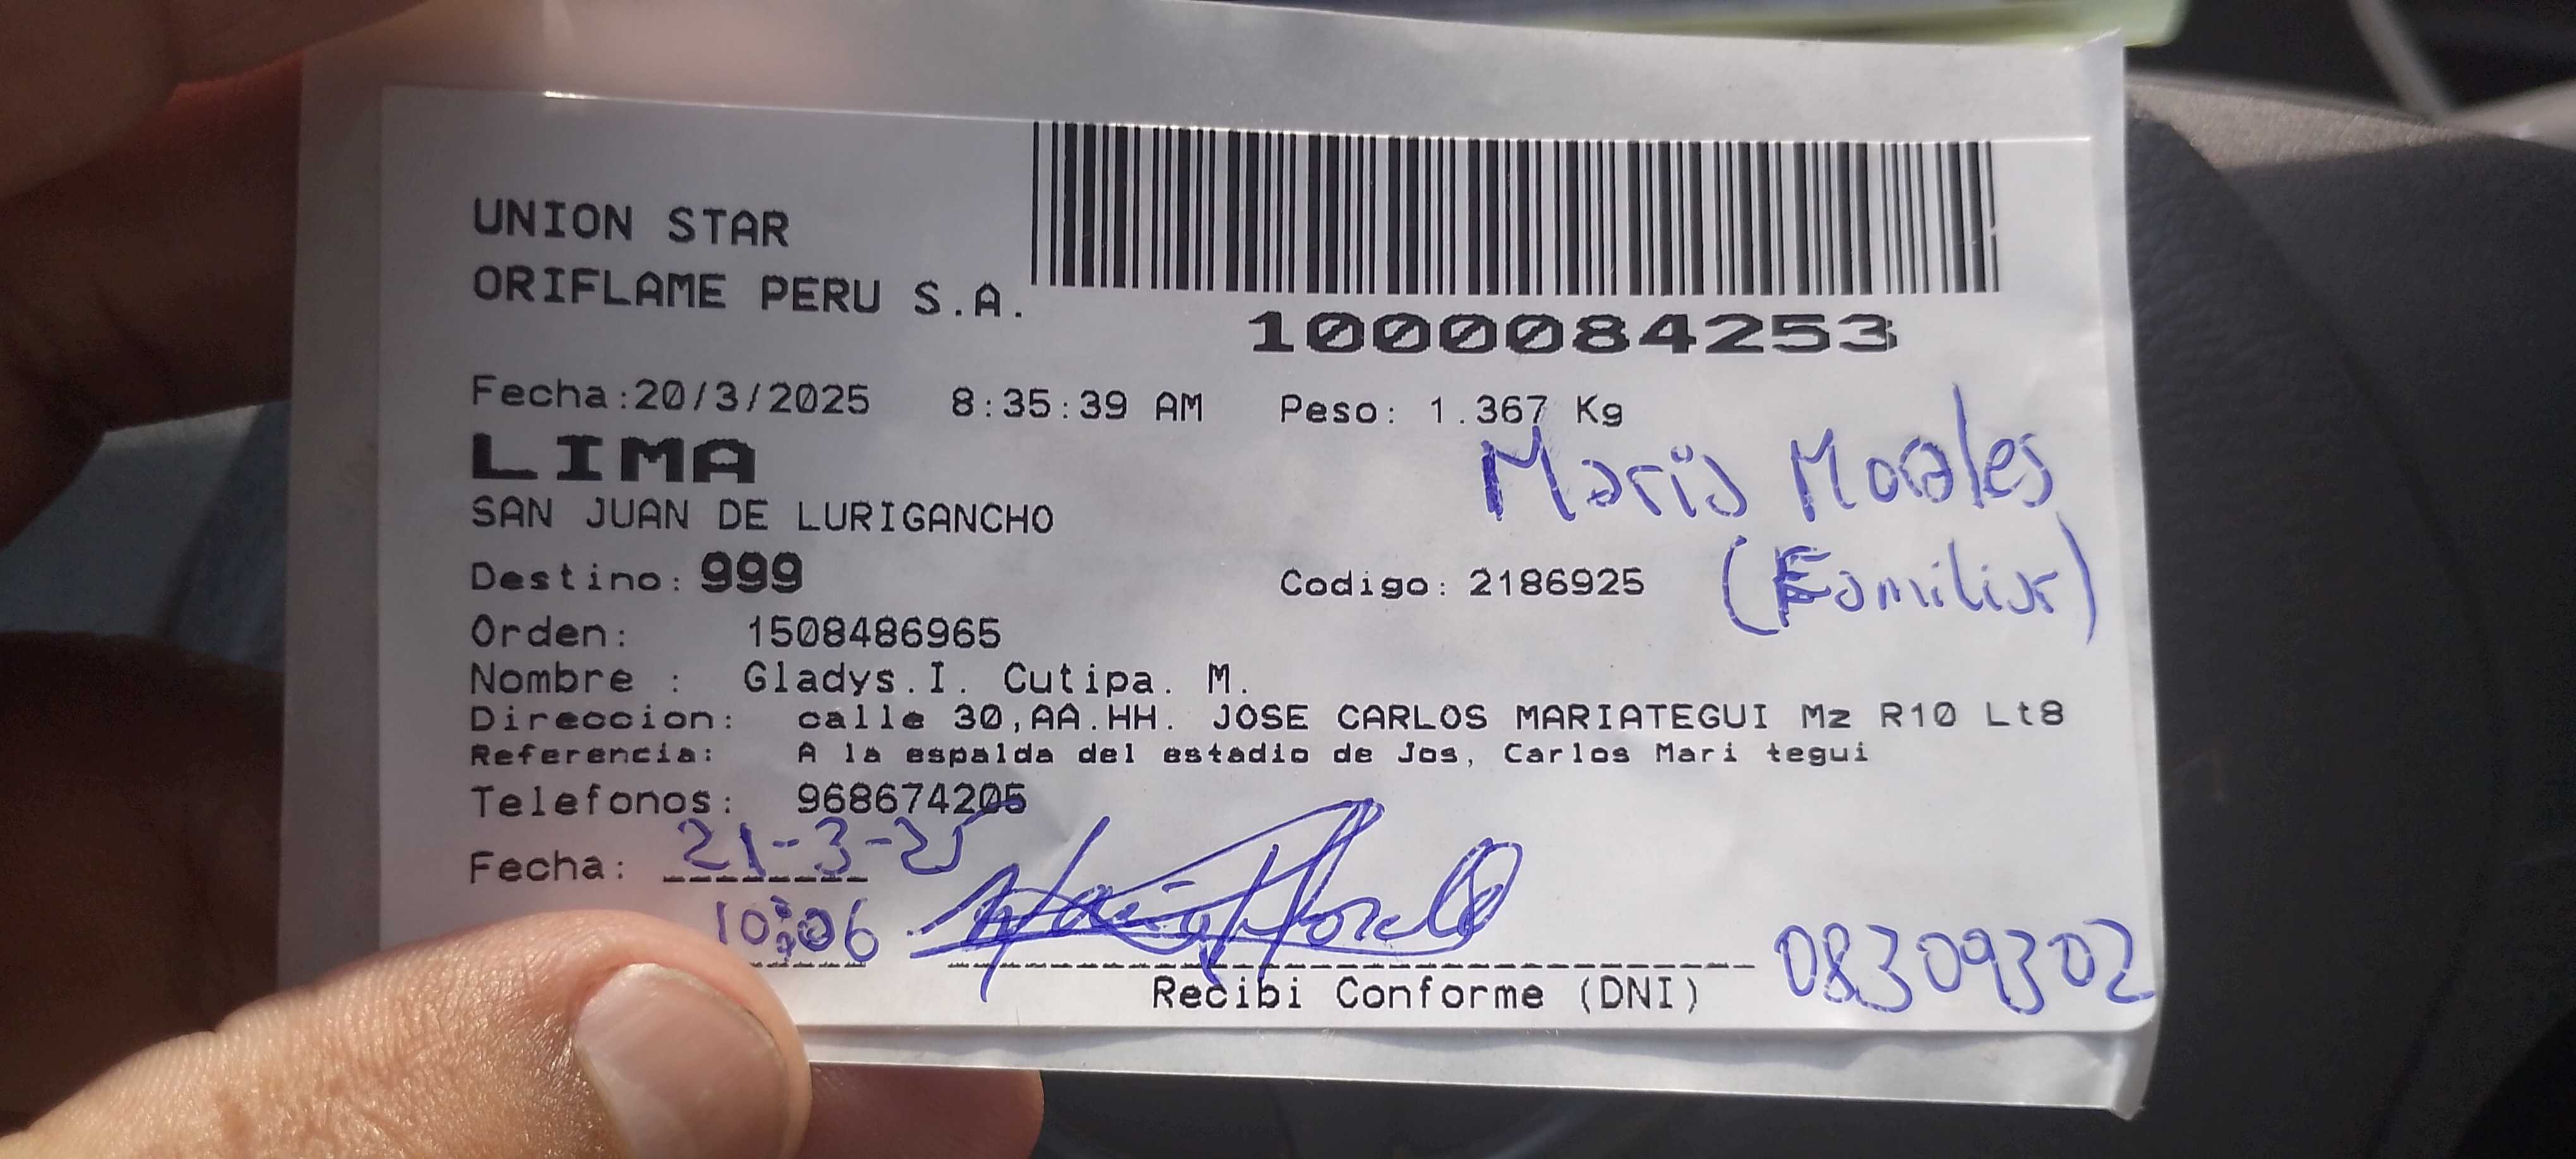 UNION STAR
ORIFLAME PERU S.A.
1000084253
Fecha:20/3/2025 8:35:39 AM Peso: 1.367 Kg
LIMA
Maria Morales
SAN JUAN DE LURIGANCHO
(Familiar)
Destino: 999 Codigo: 2186925
Orden: 1508486965
Nombre : Gladys.I. Cutipa. M.
Direccion: calle 30,AA.HH. JOSE CARLOS MARIATEGUI Mz R10 Lt8
Referencia: A la espalda del estadio de Jos, Carlos Mari tegui
Telefonos: 968674205
Fecha: 21-3-25
10:06
08309302
Recibi Conforme (DNI)